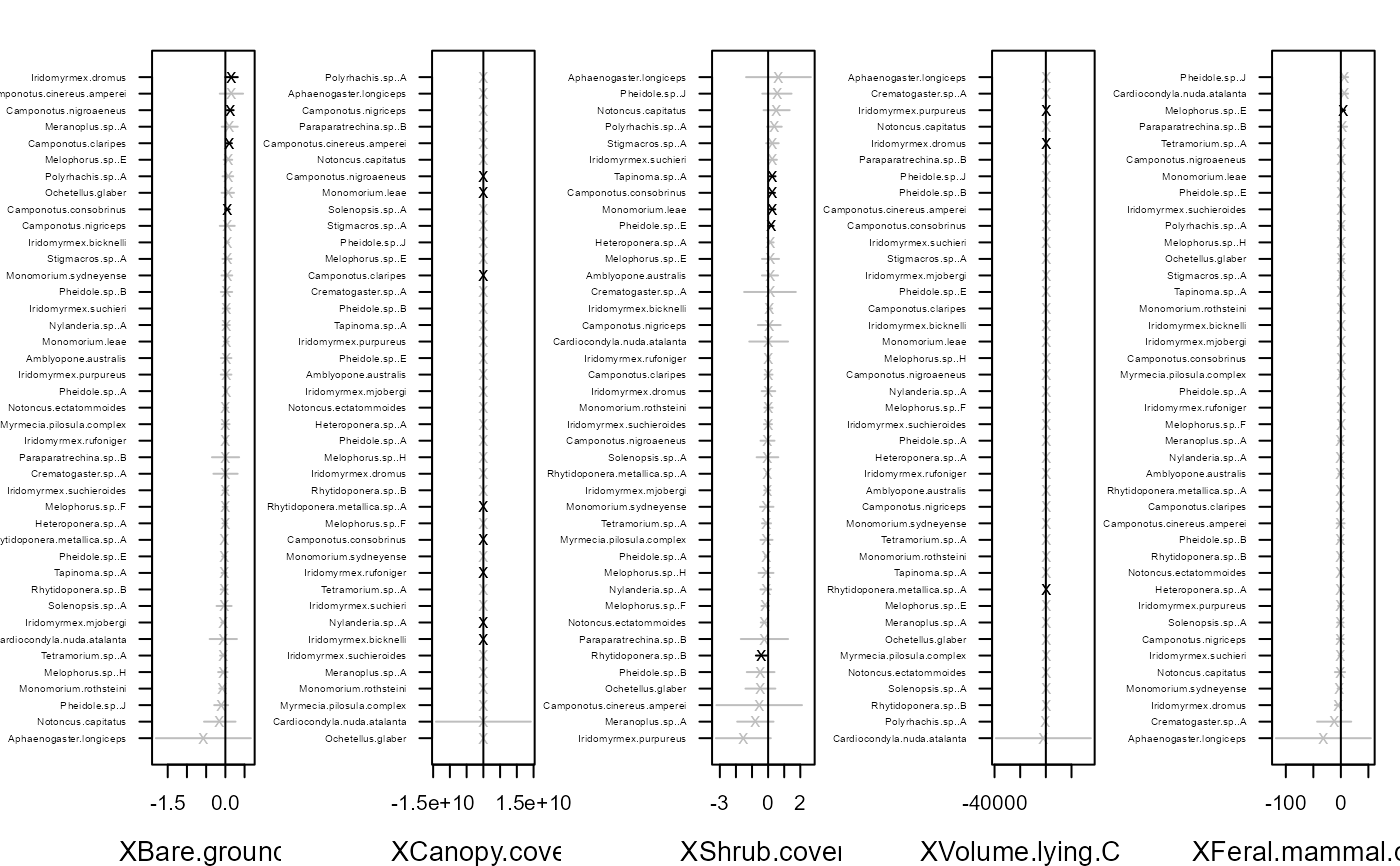 Iridomyrmex.dromus
mponotus.cinereus.amperei
Camponotus.nigroaeneus
Meranoplus.sp..A
Camponotus.claripes
Melophorus.sp..E
Polyrhachis.sp..A
Ochetellus.glaber
Camponotus.consobrinus
Camponotus.nigriceps
Iridomyrmex.bicknelli
Stigmacros.sp..A
Monomorium.sydneyense
Pheidole.sp..B
Iridomyrmex.suchieri
Nylanderia.sp..A
Monomorium.leae
Amblyopone.australis
Iridomyrmex.purpureus
Pheidole.sp..A
Notoncus.ectatommoides
Myrmecia.pilosula.complex
Iridomyrmex.rufoniger
Paraparatrechina.sp..B
Crematogaster.sp..A
Iridomyrmex.suchieroides
Melophorus.sp..F
Heteroponera.sp..A
ytidoponera.metallica.sp..A
Pheidole.sp..E
Tapinoma.sp..A
Rhytidoponera.sp..B
Solenopsis.sp..A
Iridomyrmex.mjobergi
ardiocondyla.nuda.atalanta
Tetramorium.sp..A
Melophorus.sp..H
Monomorium.rothsteini
Pheidole.sp..J
Notoncus.capitatus
Aphaenogaster.longiceps
-1.5 0.0
XBare.ground
Polyrhachis.sp..A
Aphaenogaster.longiceps
Camponotus.nigriceps
Paraparatrechina.sp..B
Camponotus.cinereus.amperei
Notoncus.capitatus
Camponotus.nigroaeneus
Monomorium.leae
Solenopsis.sp..A
Stigmacros.sp..A
Pheidole.sp..J
Melophorus.sp..E
Camponotus.claripes
Crematogaster.sp..A
Pheidole.sp..B
Tapinoma.sp..A
Iridomyrmex.purpureus
Pheidole.sp..E
Amblyopone.australis
Iridomyrmex.mjobergi
Notoncus.ectatommoides
Heteroponera.sp..A
Pheidole.sp..A
Melophorus.sp..H
Iridomyrmex.dromus
Rhytidoponera.sp..B
Rhytidoponera.metallica.sp..A
Melophorus.sp..F
Camponotus.consobrinus
Monomorium.sydneyense
Iridomyrmex.rufoniger
Tetramorium.sp..A
Iridomyrmex.suchieri
Nylanderia.sp..A
Iridomyrmex.bicknelli
Iridomyrmex.suchieroides
Meranoplus.sp..A
Monomorium.rothsteini
Myrmecia.pilosula.complex
Cardiocondyla.nuda.atalanta
Ochetellus.glaber
-1.5e+10 1.5e+10
XCanopy.cove
Aphaenogaster.longiceps
Pheidole.sp..J
Notoncus.capitatus
Polyrhachis.sp..A
Stigmacros.sp..A
Iridomyrmex.suchieri
Tapinoma.sp..A
Camponotus.consobrinus
Monomorium.leae
Pheidole.sp..E
Heteroponera.sp..A
Melophorus.sp..E
Amblyopone.australis
Crematogaster.sp..A
Iridomyrmex.bicknelli
Camponotus.nigriceps
Cardiocondyla.nuda.atalanta
Iridomyrmex.rufoniger
Camponotus.claripes
Iridomyrmex.dromus
Monomorium.rothsteini
Iridomyrmex.suchieroides
Camponotus.nigroaeneus
Solenopsis.sp..A
Rhytidoponera.metallica.sp..A
Iridomyrmex.mjobergi
Monomorium.sydneyense
Tetramorium.sp..A
Myrmecia.pilosula.complex
Pheidole.sp..A
Melophorus.sp..H
Nylanderia.sp..A
Melophorus.sp..F
Notoncus.ectatommoides
Paraparatrechina.sp..B
Rhytidoponera.sp..B
Pheidole.sp..B
Ochetellus.glaber
Camponotus.cinereus.amperei
Meranoplus.sp..A
Iridomyrmex.purpureus
-3 0 2
XShrub.cover
Aphaenogaster.longiceps
Crematogaster.sp..A
Iridomyrmex.purpureus
Notoncus.capitatus
Iridomyrmex.dromus
Paraparatrechina.sp..B
Pheidole.sp..J
Pheidole.sp..B
Camponotus.cinereus.amperei
Camponotus.consobrinus
Iridomyrmex.suchieri
Stigmacros.sp..A
Iridomyrmex.mjobergi
Pheidole.sp..E
Camponotus.claripes
Iridomyrmex.bicknelli
Monomorium.leae
Melophorus.sp..H
Camponotus.nigroaeneus
Nylanderia.sp..A
Melophorus.sp..F
Iridomyrmex.suchieroides
Pheidole.sp..A
Heteroponera.sp..A
Iridomyrmex.rufoniger
Amblyopone.australis
Camponotus.nigriceps
Monomorium.sydneyense
Tetramorium.sp..A
Monomorium.rothsteini
Tapinoma.sp..A
Rhytidoponera.metallica.sp..A
Melophorus.sp..E
Meranoplus.sp..A
Ochetellus.glaber
Myrmecia.pilosula.complex
Notoncus.ectatommoides
Solenopsis.sp..A
Rhytidoponera.sp..B
Polyrhachis.sp..A
Cardiocondyla.nuda.atalanta
-40000
XVolume.lying.C
Pheidole.sp..J
Cardiocondyla.nuda.atalanta
Melophorus.sp..E
Paraparatrechina.sp..B
Tetramorium.sp..A
Camponotus.nigroaeneus
Monomorium.leae
Pheidole.sp..E
Iridomyrmex.suchieroides
Polyrhachis.sp..A
Melophorus.sp..H
Ochetellus.glaber
Stigmacros.sp..A
Tapinoma.sp..A
Monomorium.rothsteini
Iridomyrmex.bicknelli
Iridomyrmex.mjobergi
Camponotus.consobrinus
Myrmecia.pilosula.complex
Pheidole.sp..A
Iridomyrmex.rufoniger
Melophorus.sp..F
Meranoplus.sp..A
Nylanderia.sp..A
Amblyopone.australis
Rhytidoponera.metallica.sp..A
Camponotus.claripes
Camponotus.cinereus.amperei
Pheidole.sp..B
Rhytidoponera.sp..B
Notoncus.ectatommoides
Heteroponera.sp..A
Iridomyrmex.purpureus
Solenopsis.sp..A
Camponotus.nigriceps
Iridomyrmex.suchieri
Notoncus.capitatus
Monomorium.sydneyense
Iridomyrmex.dromus
Crematogaster.sp..A
Aphaenogaster.longiceps
-100 0
XFeral.mammal.